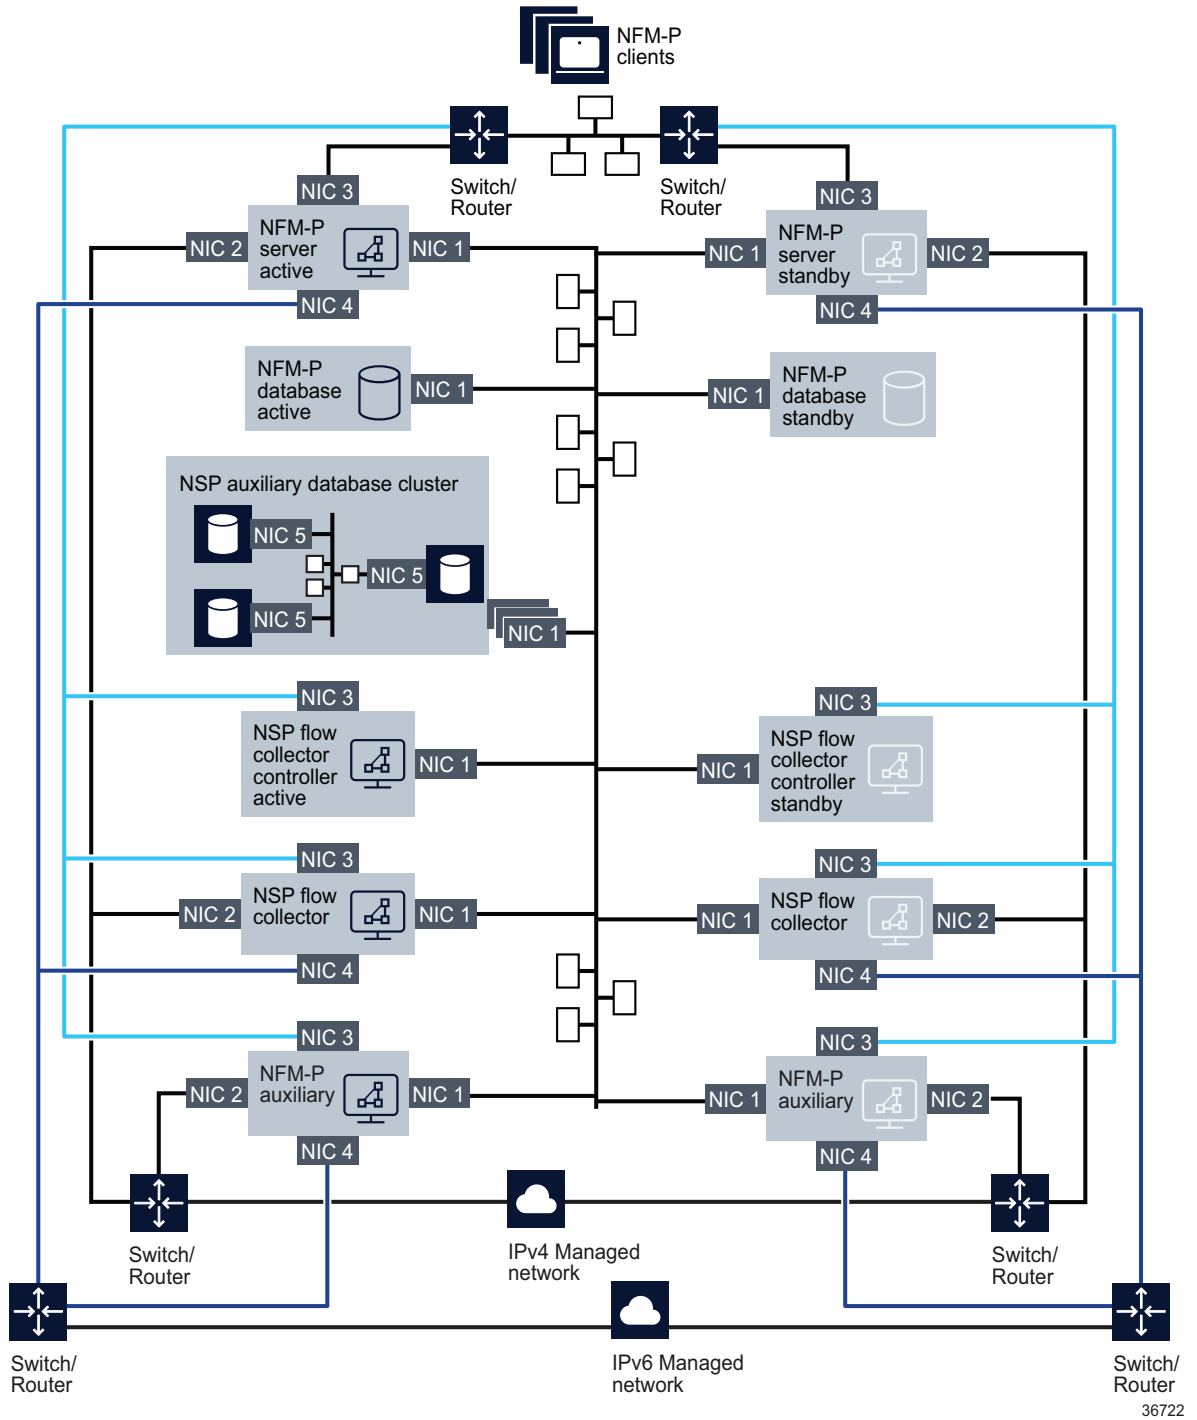 NFM-P
clients
Switch/
Router
Switch/
Router
NIC 3
NFM-P
server
active
NIC 2
NIC 1
NIC 4
NIC 3
NFM-P
server
standby
NIC 1
NIC 2
NIC 4
NFM-P
database
active
NIC 1
NIC 1
NFM-P
database
standby
NSP auxiliary database cluster
NIC 5
NIC 5
NIC 5
NIC 1
NIC 3
NSP flow
collector
controller
active
NIC 1
NIC 3
NSP flow
collector
controller
standby
NIC 1
NIC 3
NSP flow
collector
NIC 2
NIC 1
NIC 4
NIC 3
NSP flow
collector
NIC 1
NIC 2
NIC 4
NIC 3
NFM-P
auxiliary
NIC 2
NIC 1
NIC 4
NIC 3
NFM-P
auxiliary
NIC 1
NIC 2
NIC 4
Switch/
Router
IPv4 Managed
network
Switch/
Router
Switch/
Router
IPv6 Managed
network
Switch/
Router
36722